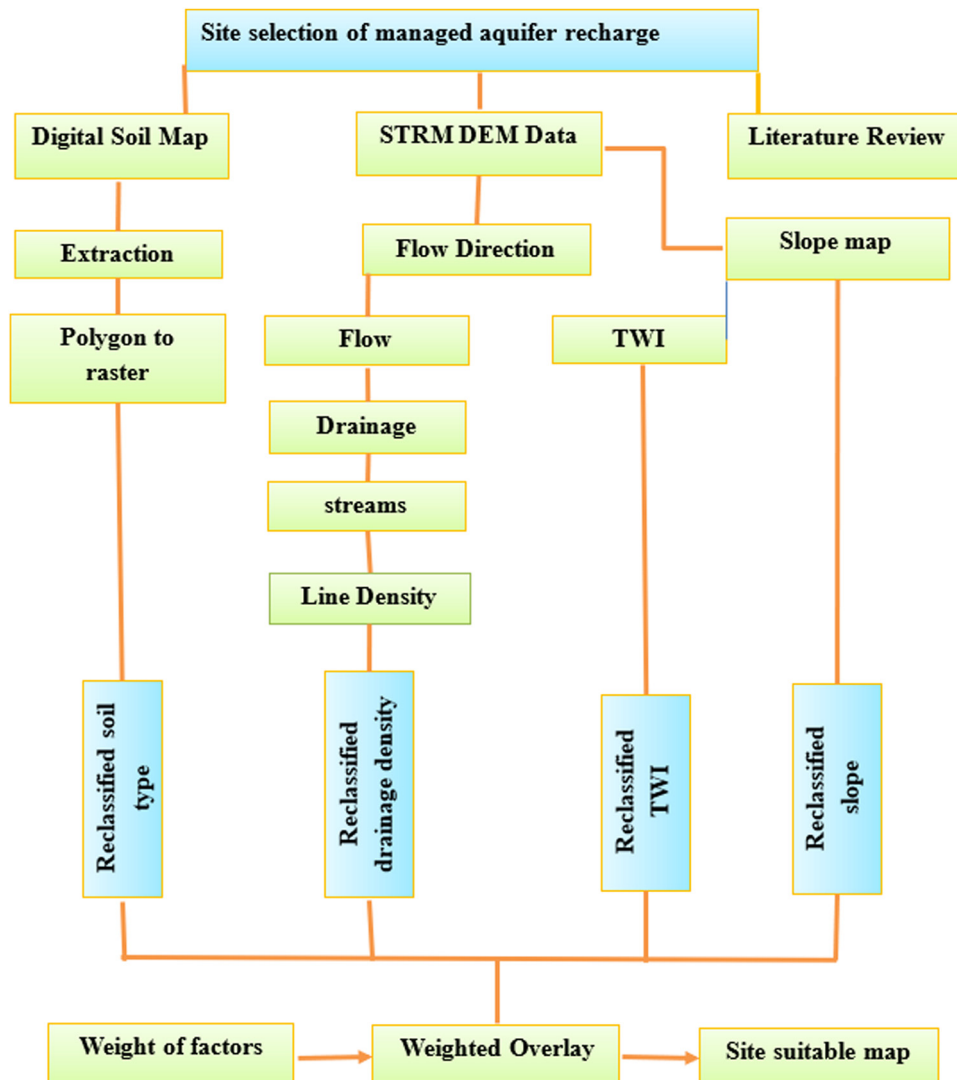 Site selection of managed aquifer recharge
Digital Soil Map
STRM DEM Data
Literature Review
Extraction
Flow Direction
Slope map
Polygon to
raster
Flow
TWI
Drainage
streams
Line Density
Reclassified soil
type
Reclassified
drainage density
Reclassified
TWI
Reclassified
slope
Weight of factors
Weighted Overlay
Site suitable map